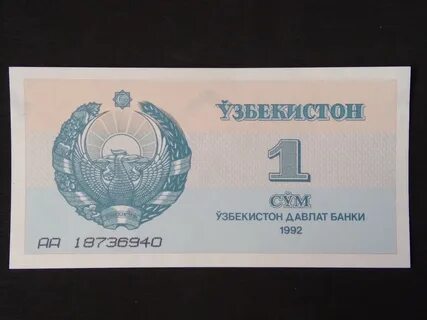 ЎЗБЕКИСТОН
1
СЎМ
ЎЗБЕКИСТОН ДАВЛАТ БАНКИ
1992
АА 18736940